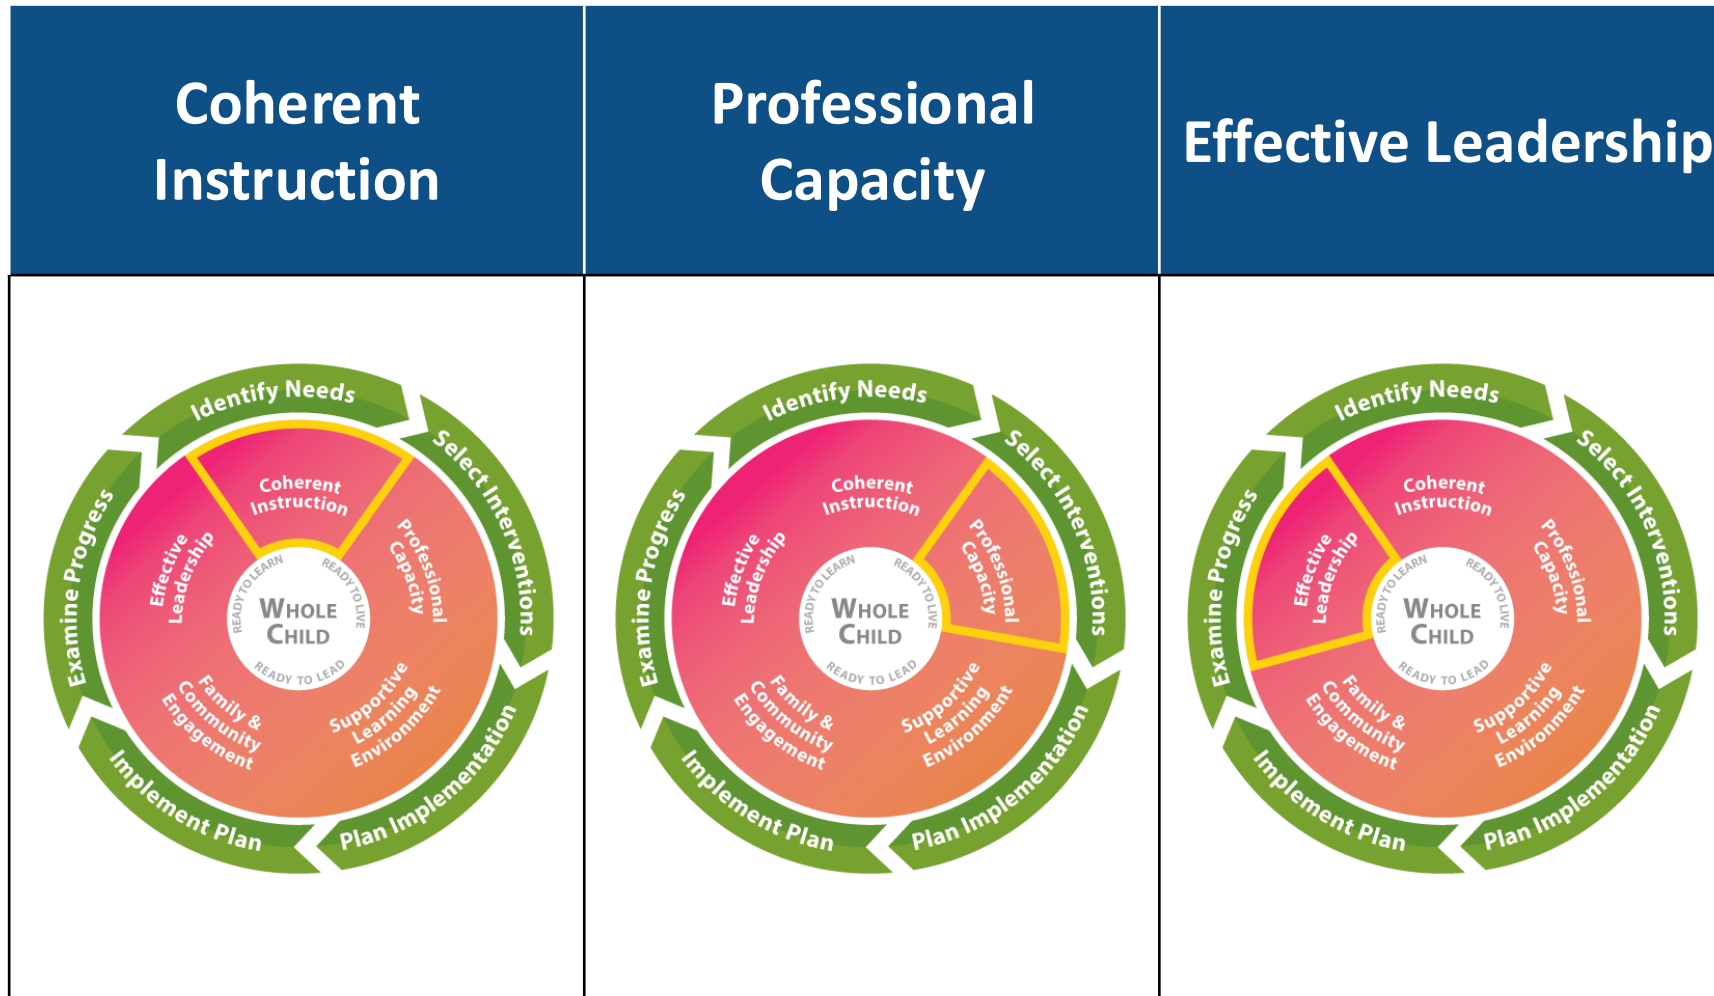 Coherent
Instruction
Professional
Capacity
Effective Leadership
Identify Needs
Select Interventions
Plan Implementation
Implement Plan
Examine Progress
Coherent
Instruction
Professional
Capacity
Supportive
Learning
Environment
Family &
Community
Engagement
Effective
Leadership
READY TO LEARN
READY TO LIVE
READY TO LEAD
WHOLE
CHILD
Identify Needs
Select Interventions
Plan Implementation
Implement Plan
Examine Progress
Coherent
Instruction
Professional
Capacity
Supportive
Learning
Environment
Family &
Community
Engagement
Effective
Leadership
READY TO LEARN
READY TO LIVE
READY TO LEAD
WHOLE
CHILD
Identify Needs
Select Interventions
Plan Implementation
Implement Plan
Examine Progress
Coherent
Instruction
Professional
Capacity
Supportive
Learning
Environment
Family &
Community
Engagement
Effective
Leadership
READY TO LEARN
READY TO LIVE
READY TO LEAD
WHOLE
CHILD